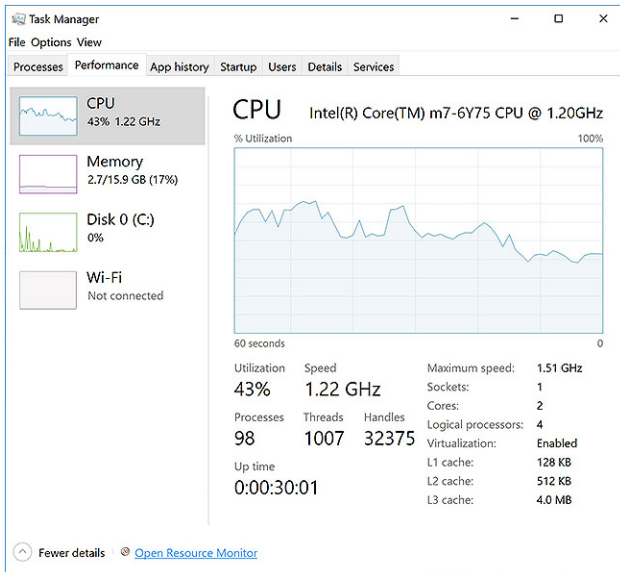 Task Manager
File Options View
Processes Performance App history Startup Users Details Services
CPU
43% 1.22 GHz
Memory
2.7/15.9 GB (17%)
Disk 0 (C:)
0%
Wi-Fi
Not connected
CPU Intel(R) Core(TM) m7-6Y75 CPU @ 1.20GHz
% Utilization 100%
60 seconds 0
Utilization Speed
43% 1.22 GHz
Processes Threads Handles
98 1007 32375
Up time
0:00:30:01
Maximum speed: 1.51 GHz
Sockets: 1
Cores: 2
Logical processors: 4
Virtualization: Enabled
L1 cache: 128 KB
L2 cache: 512 KB
L3 cache: 4.0 MB
Fewer details Open Resource Monitor